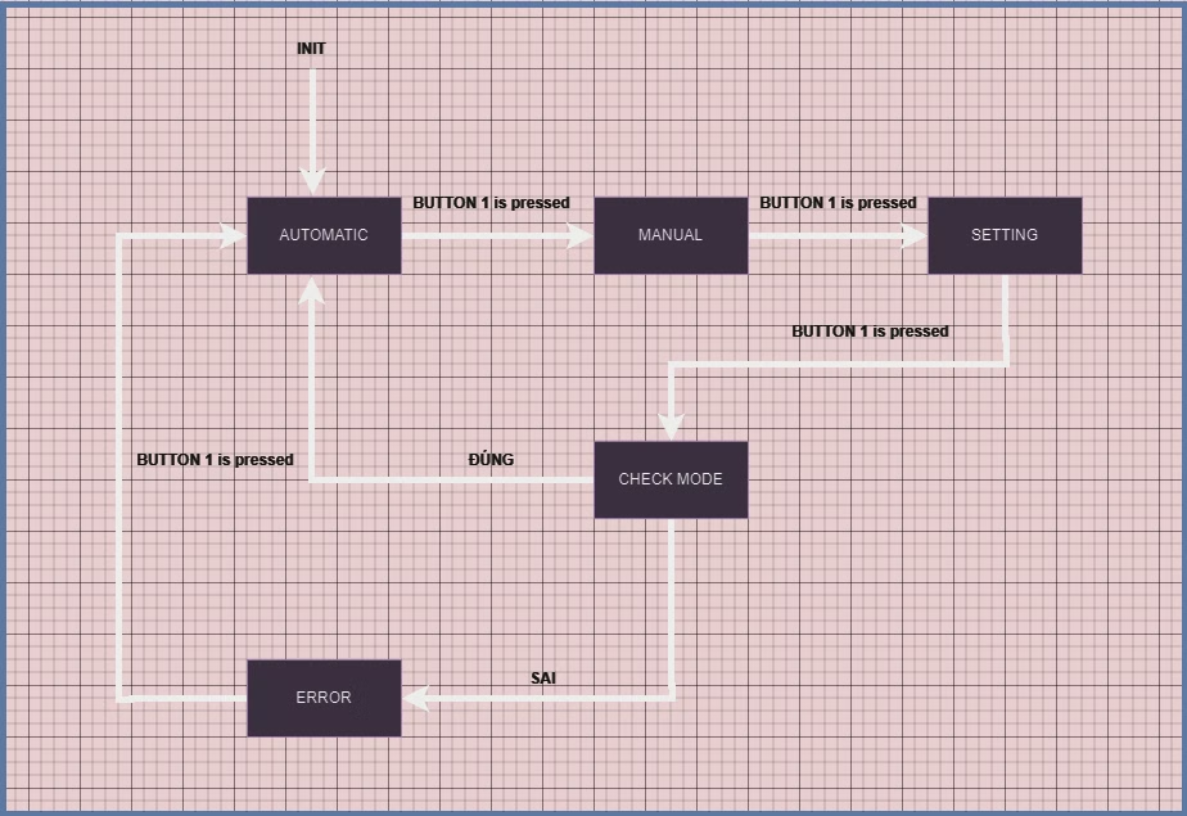 INIT
BUTTON 1 is pressed
BUTTON 1 is pressed
AUTOMATIC
MANUAL
SETTING
BUTTON 1 is pressed
BUTTON 1 is pressed
ĐÚNG
CHECK MODE
SAI
ERROR